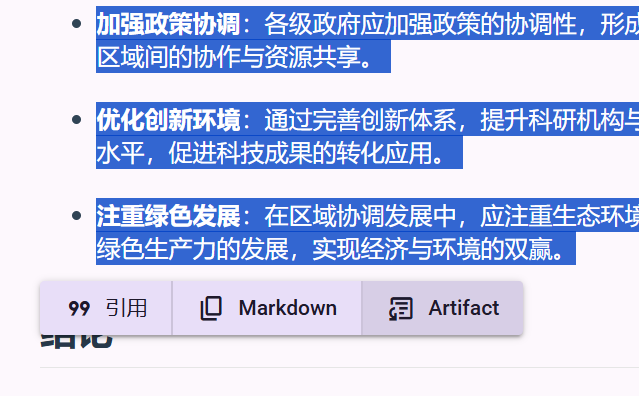 加强政策协调：各级政府应加强政策的协调性，形成
区域间的协作与资源共享。
优化创新环境：通过完善创新体系，提升科研机构与
水平，促进科技成果的转化应用。
注重绿色发展：在区域协调发展中，应注重生态环境
绿色生产力的发展，实现经济与环境的双赢。
引用 Markdown Artifact
结论